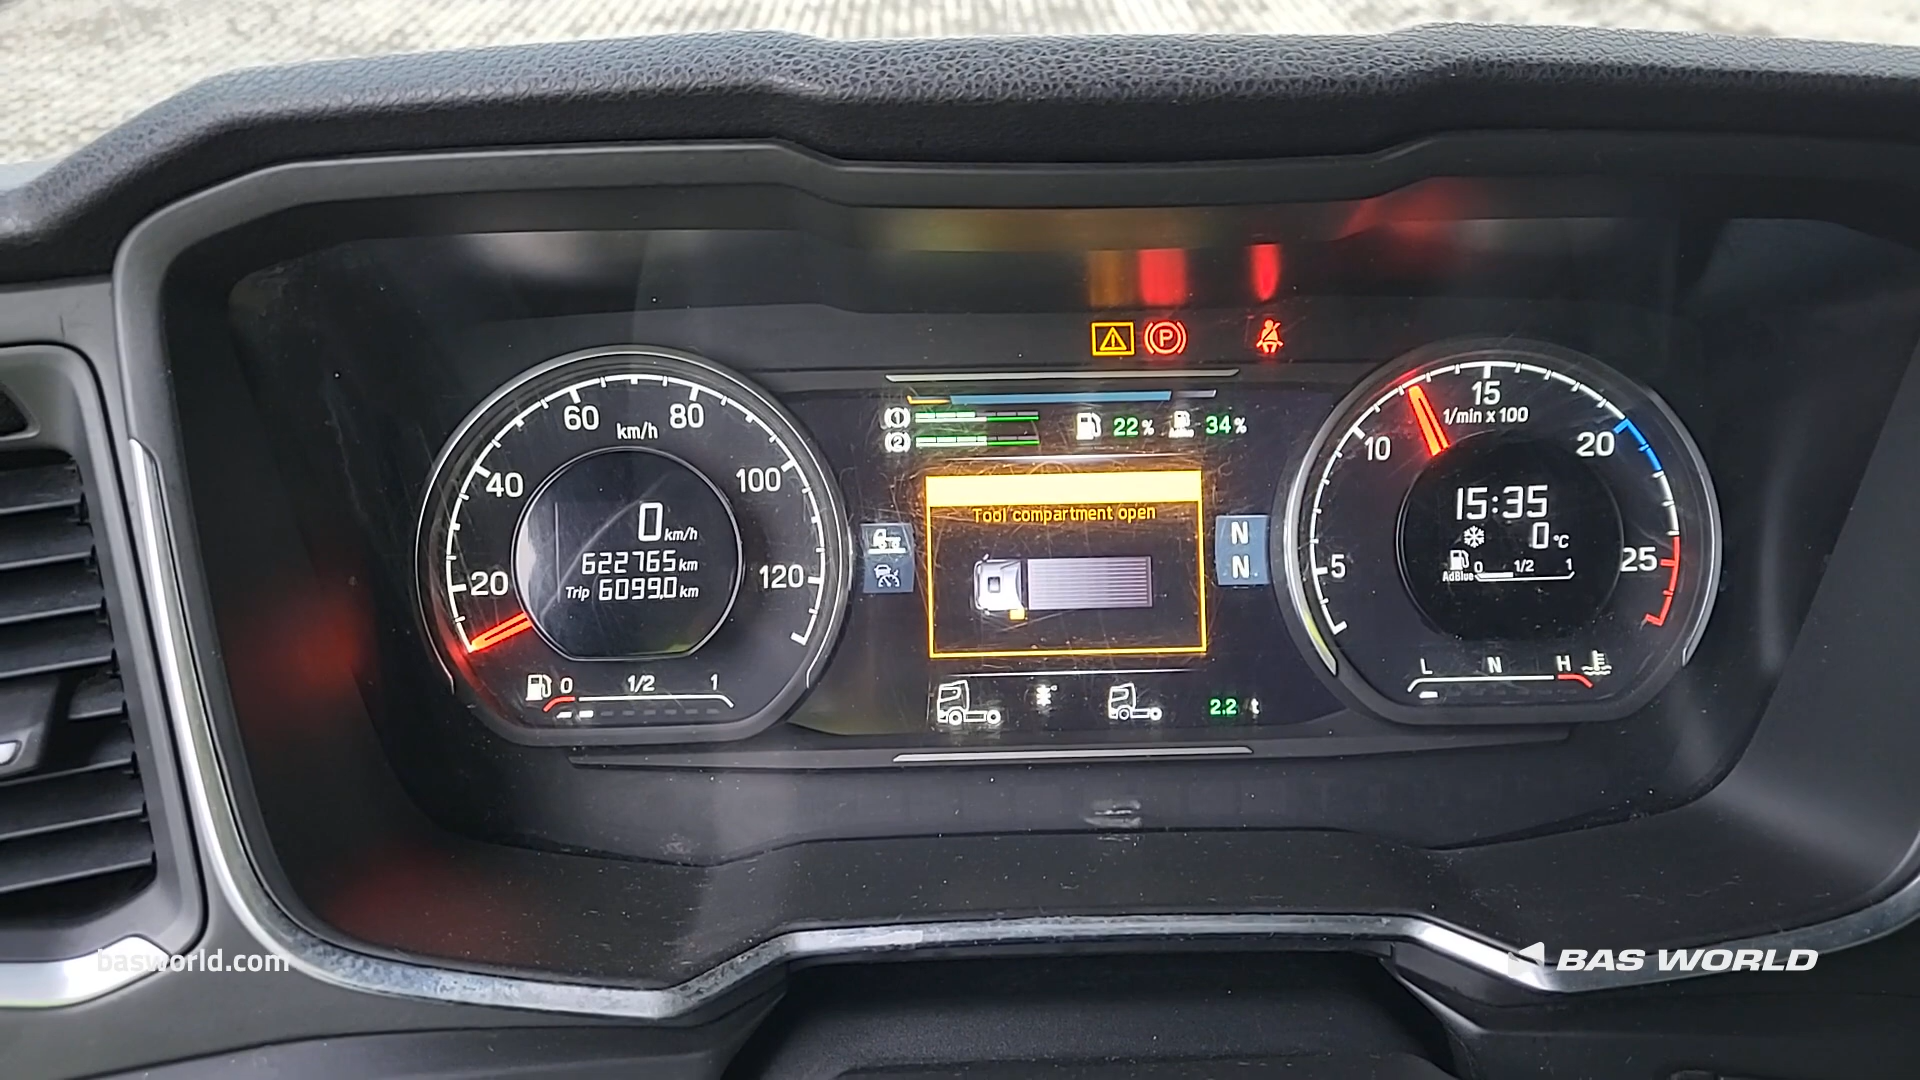 60
80
km/h
40
100
0 km/h
622765 km
Trip 6099.0 km
20
120
0 1/2 1
P
(1)
(2)
22 %
34 %
Tool compartment open
N
N
2.2 t
15
1/min x 100
10
20
15:35
0 °C
5
25
AdBlue 0 1/2 1
L N H
basworld.com
BAS WORLD